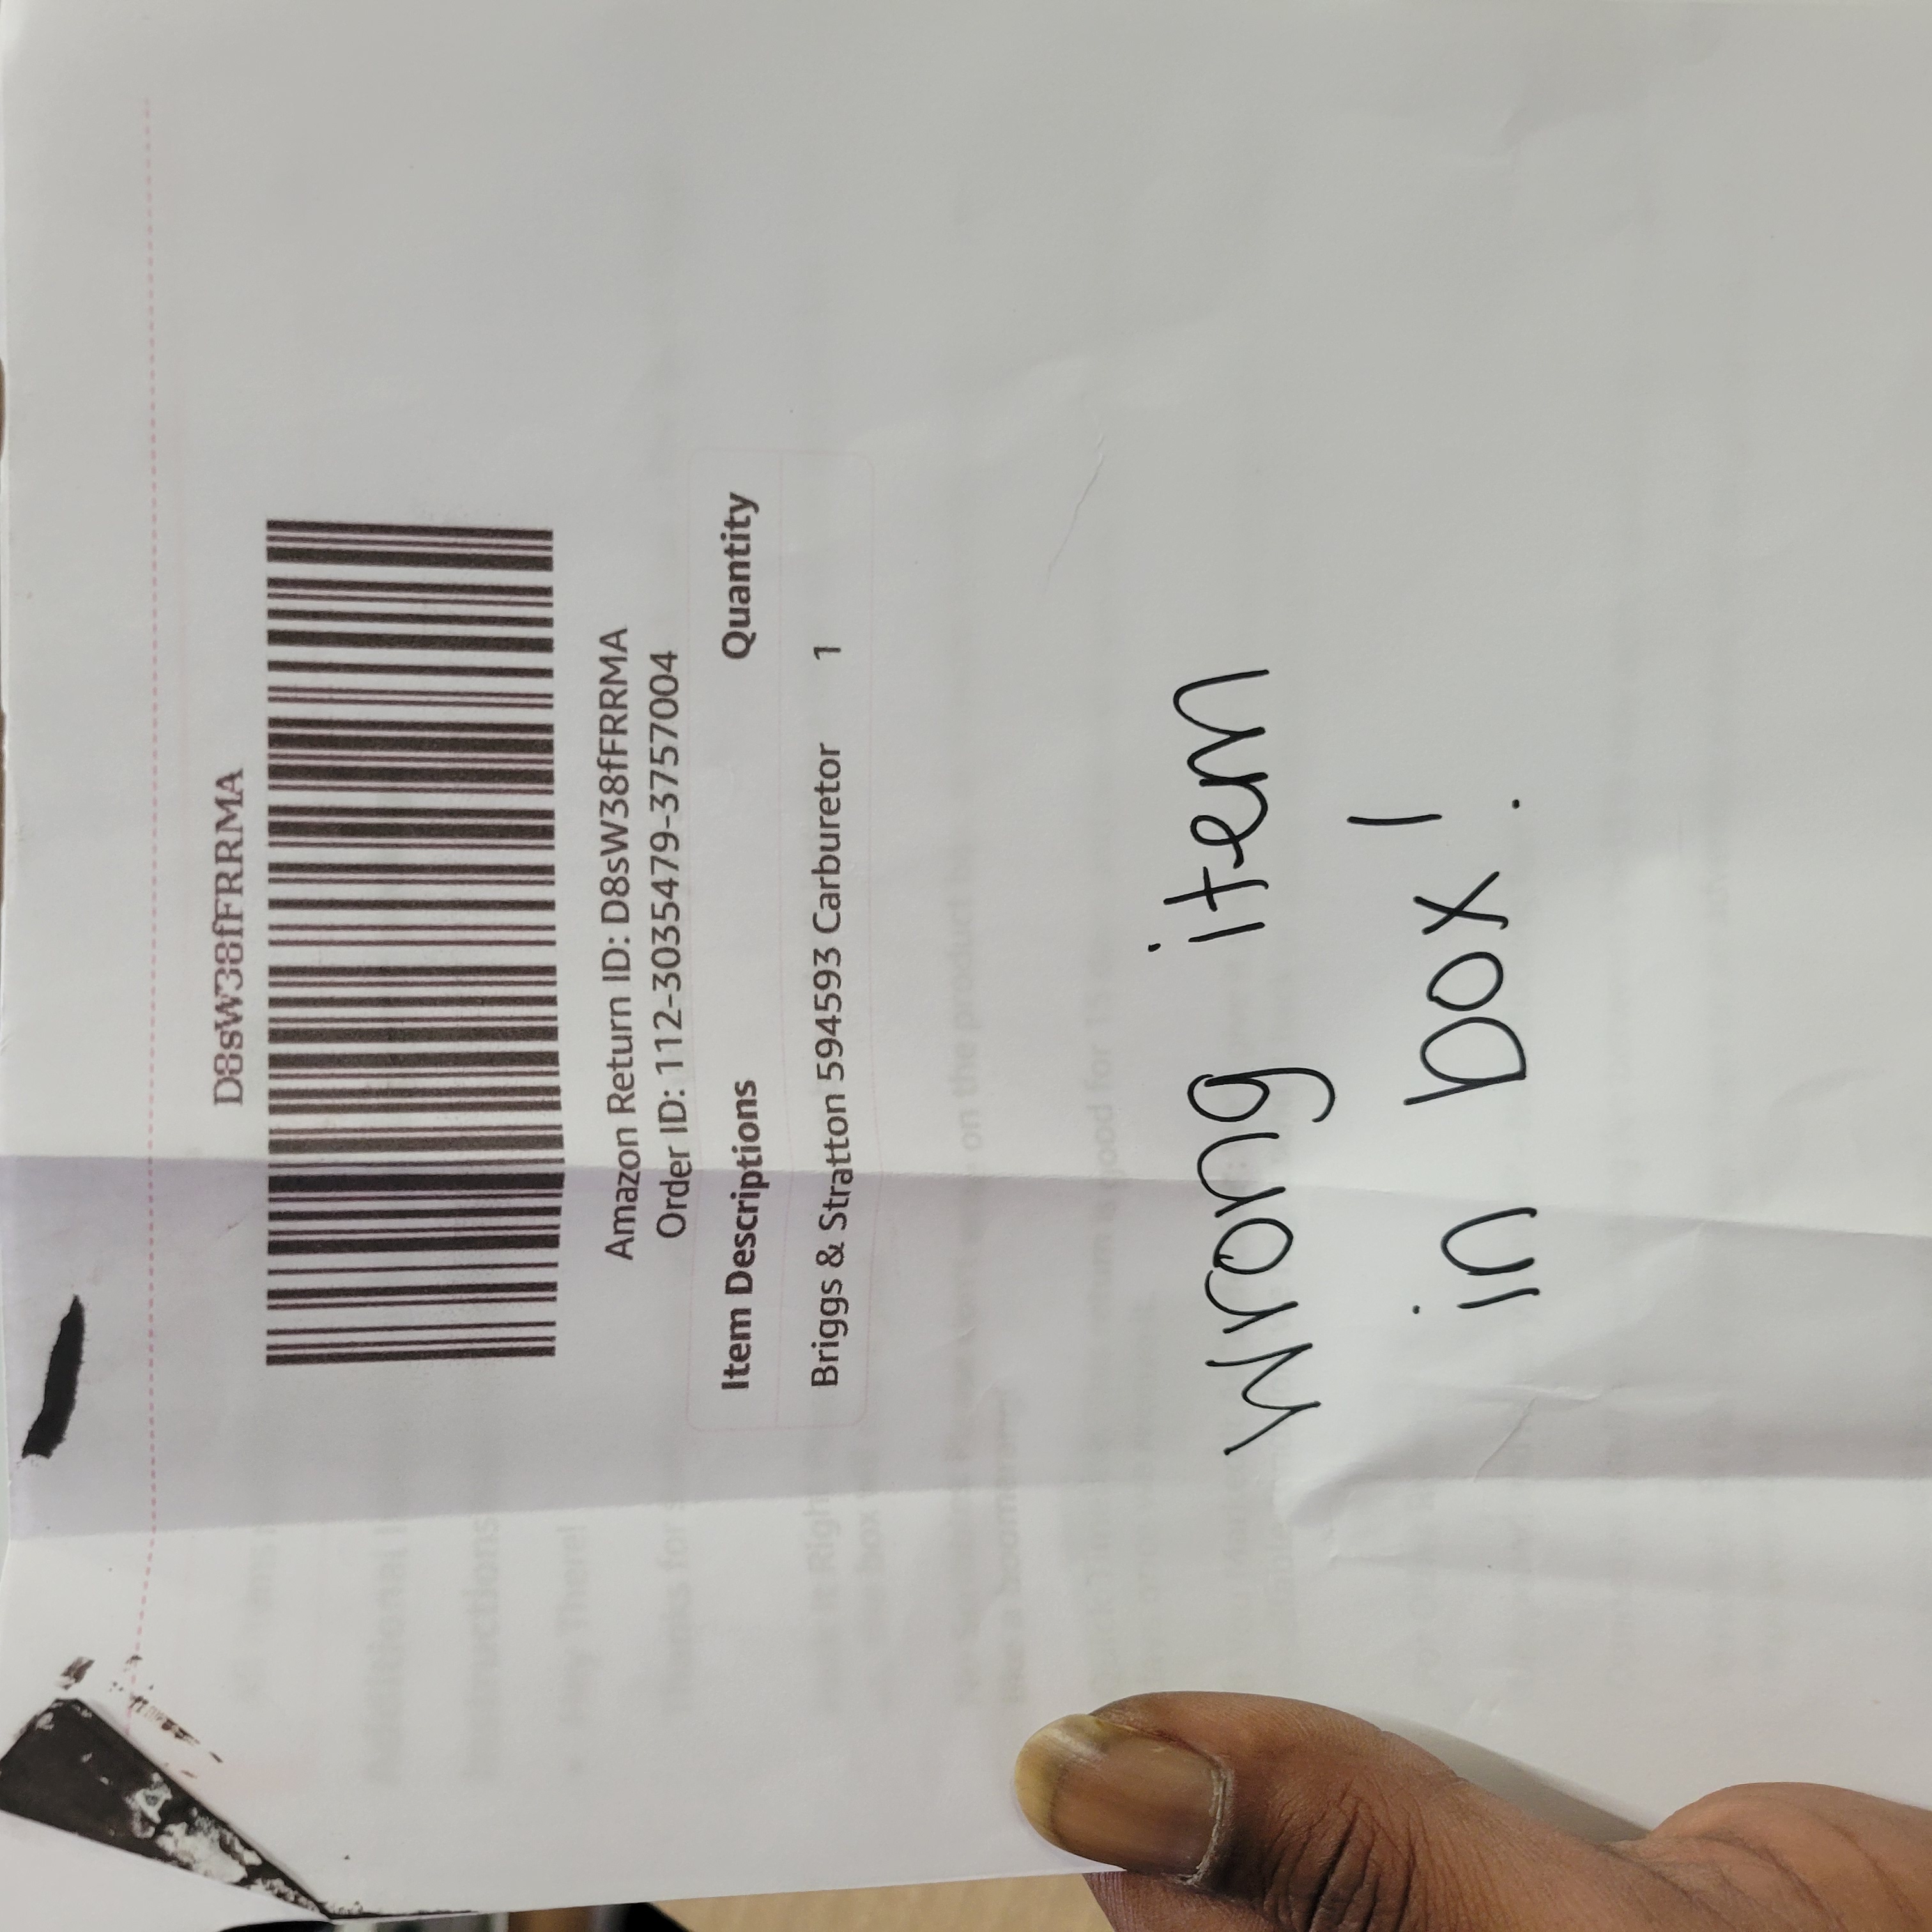 D8sW38fFRRMA
Amazon Return ID: D8sW38fFRRMA
Order ID: 112-3035479-3757004
Item Descriptions Quantity
Briggs & Stratton 594593 Carburetor 1
wrong item
in box!